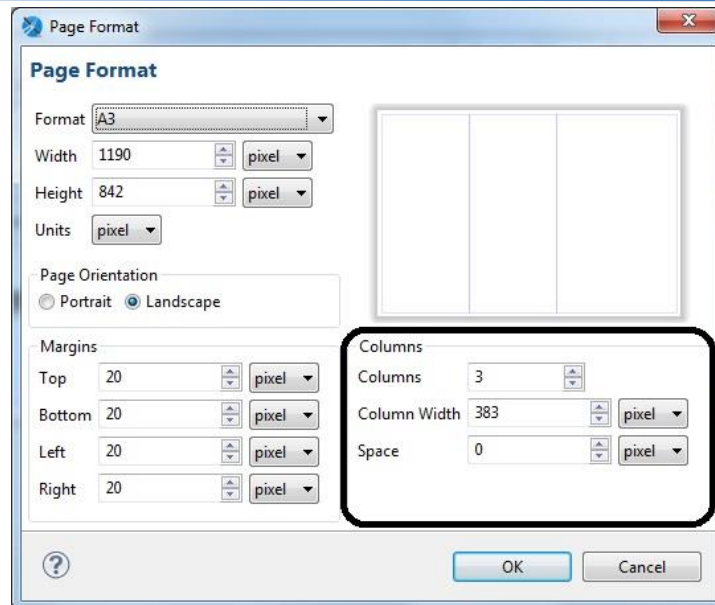 Page Format
Page Format
Format A3
Width 1190 pixel
Height 842 pixel
Units pixel
Page Orientation
Portrait Landscape
Margins
Top 20 pixel
Bottom 20 pixel
Left 20 pixel
Right 20 pixel
Columns
Columns 3
Column Width 383 pixel
Space 0 pixel
OK Cancel